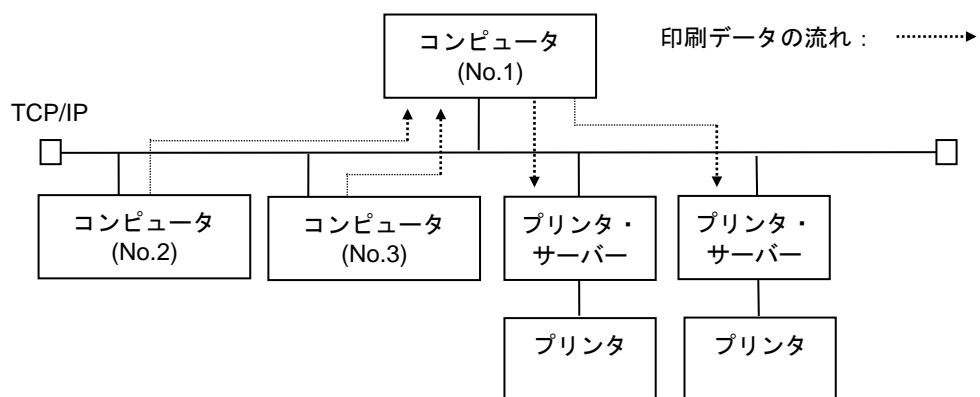 コンピュータ
(No.1)
印刷データの流れ：
TCP/IP
コンピュータ
(No.2)
コンピュータ
(No.3)
プリンタ・
サーバー
プリンタ・
サーバー
プリンタ
プリンタ